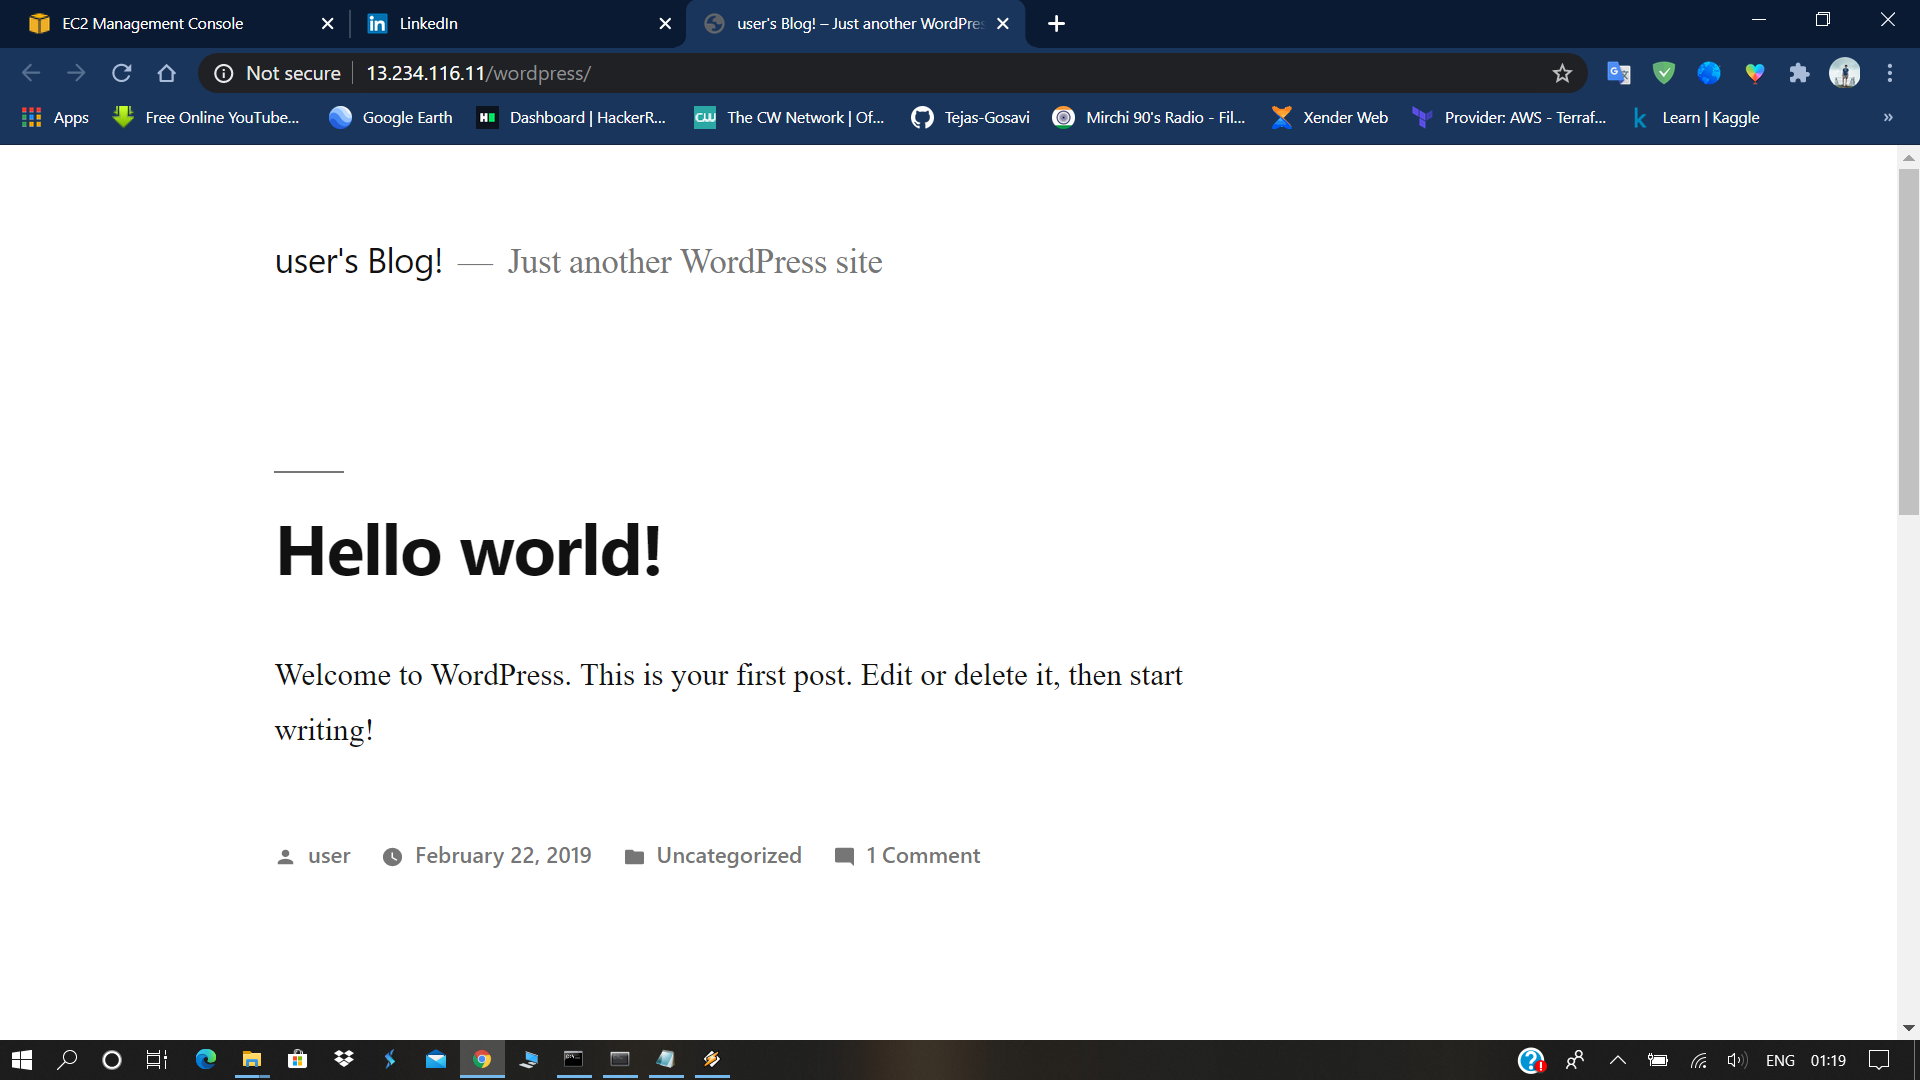 EC2 Management Console
LinkedIn
user's Blog! – Just another WordPres
Not secure
13.234.116.11/wordpress/
Apps
Free Online YouTube...
Google Earth
Dashboard | HackerR...
The CW Network | Of...
Tejas-Gosavi
Mirchi 90's Radio - Fil...
Xender Web
Provider: AWS - Terraf...
Learn | Kaggle
»
user's Blog! — Just another WordPress site
Hello world!
Welcome to WordPress. This is your first post. Edit or delete it, then start
writing!
user February 22, 2019 Uncategorized 1 Comment
ENG 01:19